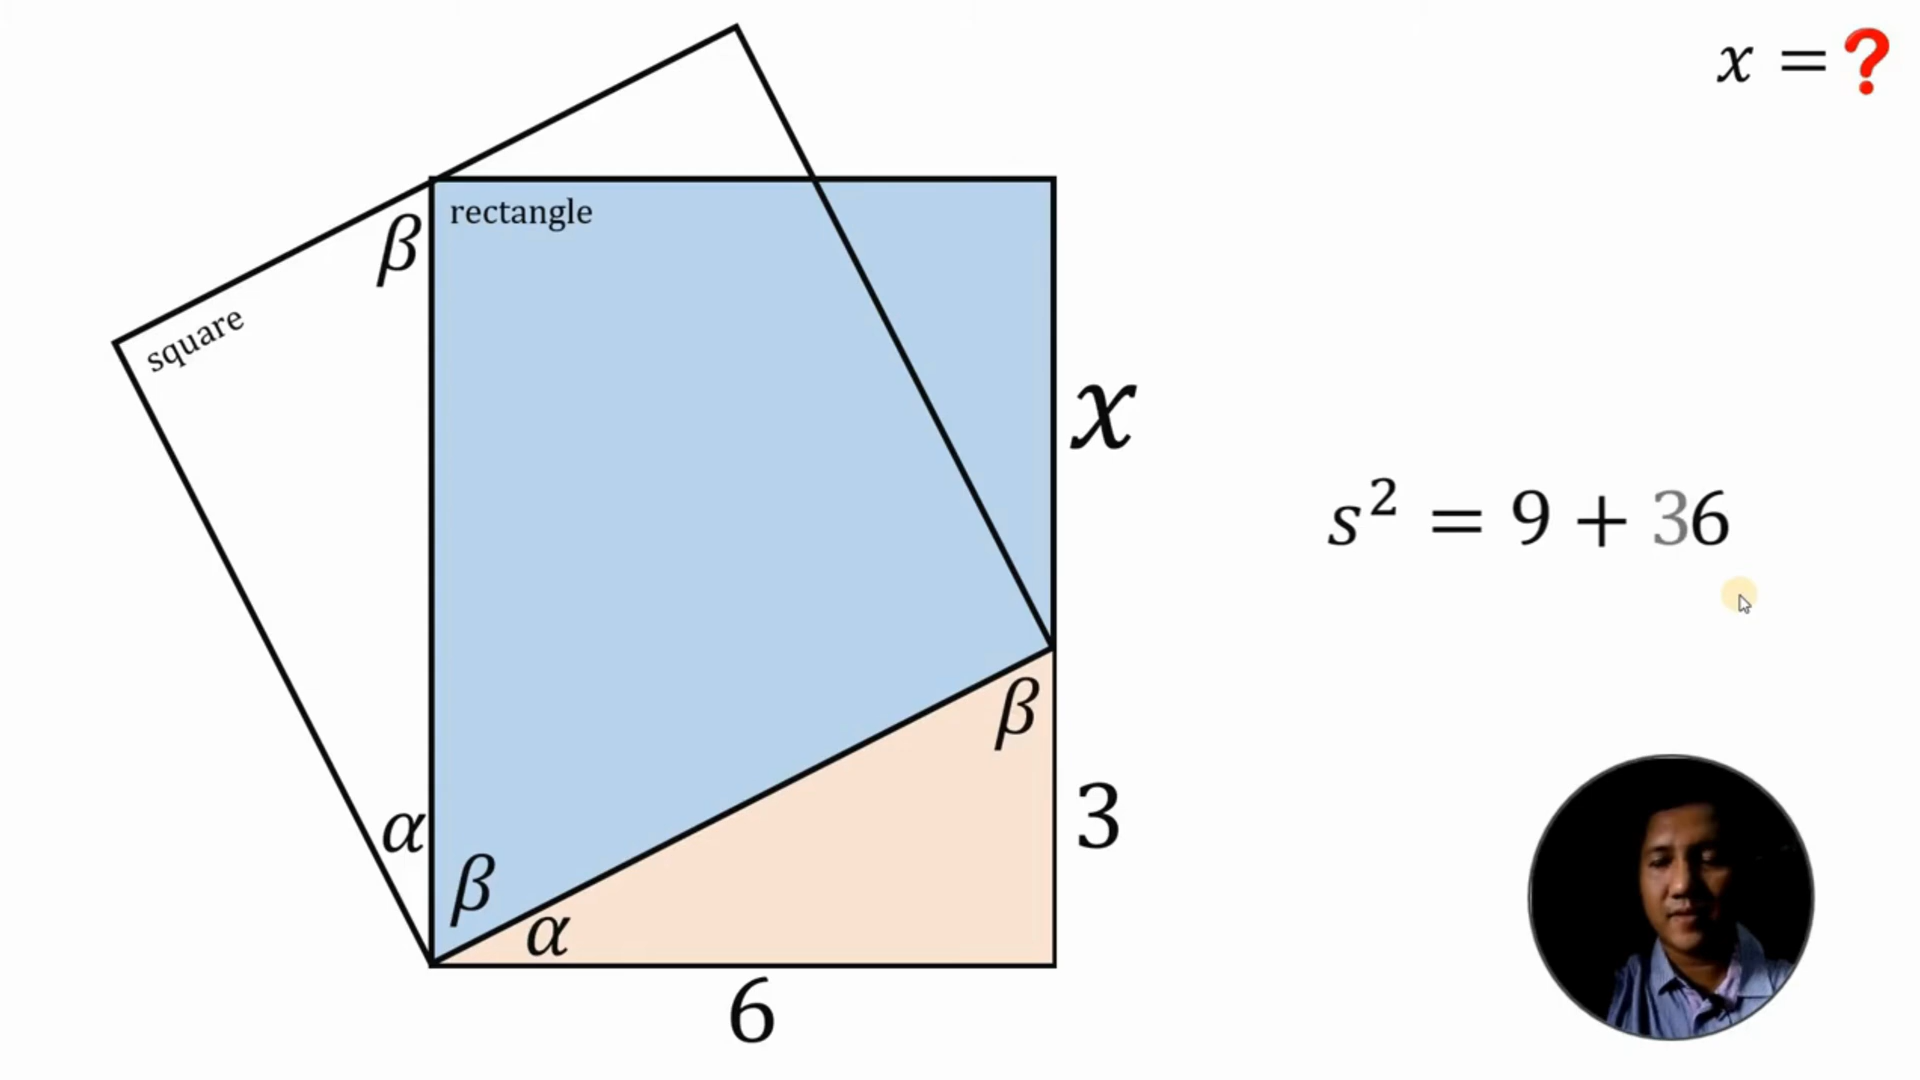 x = ❓
β
rectangle
square
x
s² = 9 + 36
β
3
α
β
α
6